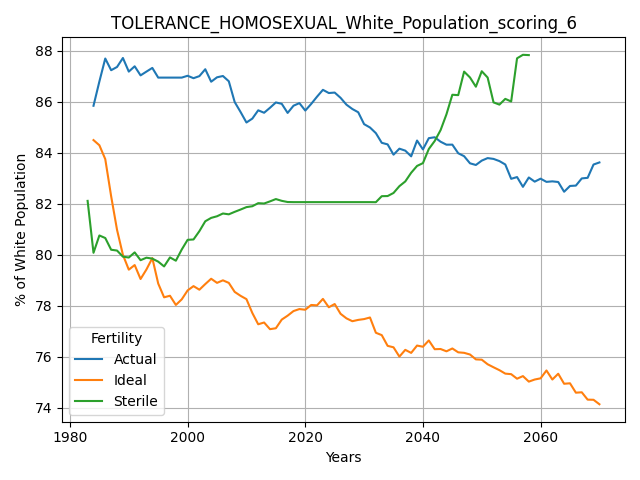 TOLERANCE_HOMOSEXUAL_White_Population_scoring_6
% of White Population
88
86
84
82
80
78
76
74
Fertility
Actual
Ideal
Sterile
1980
2000
2020
2040
2060
Years